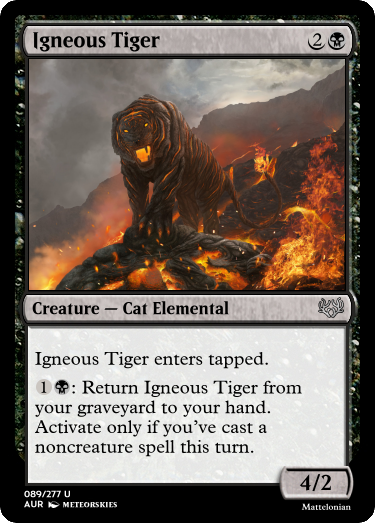 Igneous Tiger 2
Creature — Cat Elemental
Igneous Tiger enters tapped.
1 : Return Igneous Tiger from
your graveyard to your hand.
Activate only if you've cast a
noncreature spell this turn.
4/2
089/277 U
AUR METEORSKIES
Mattelonian